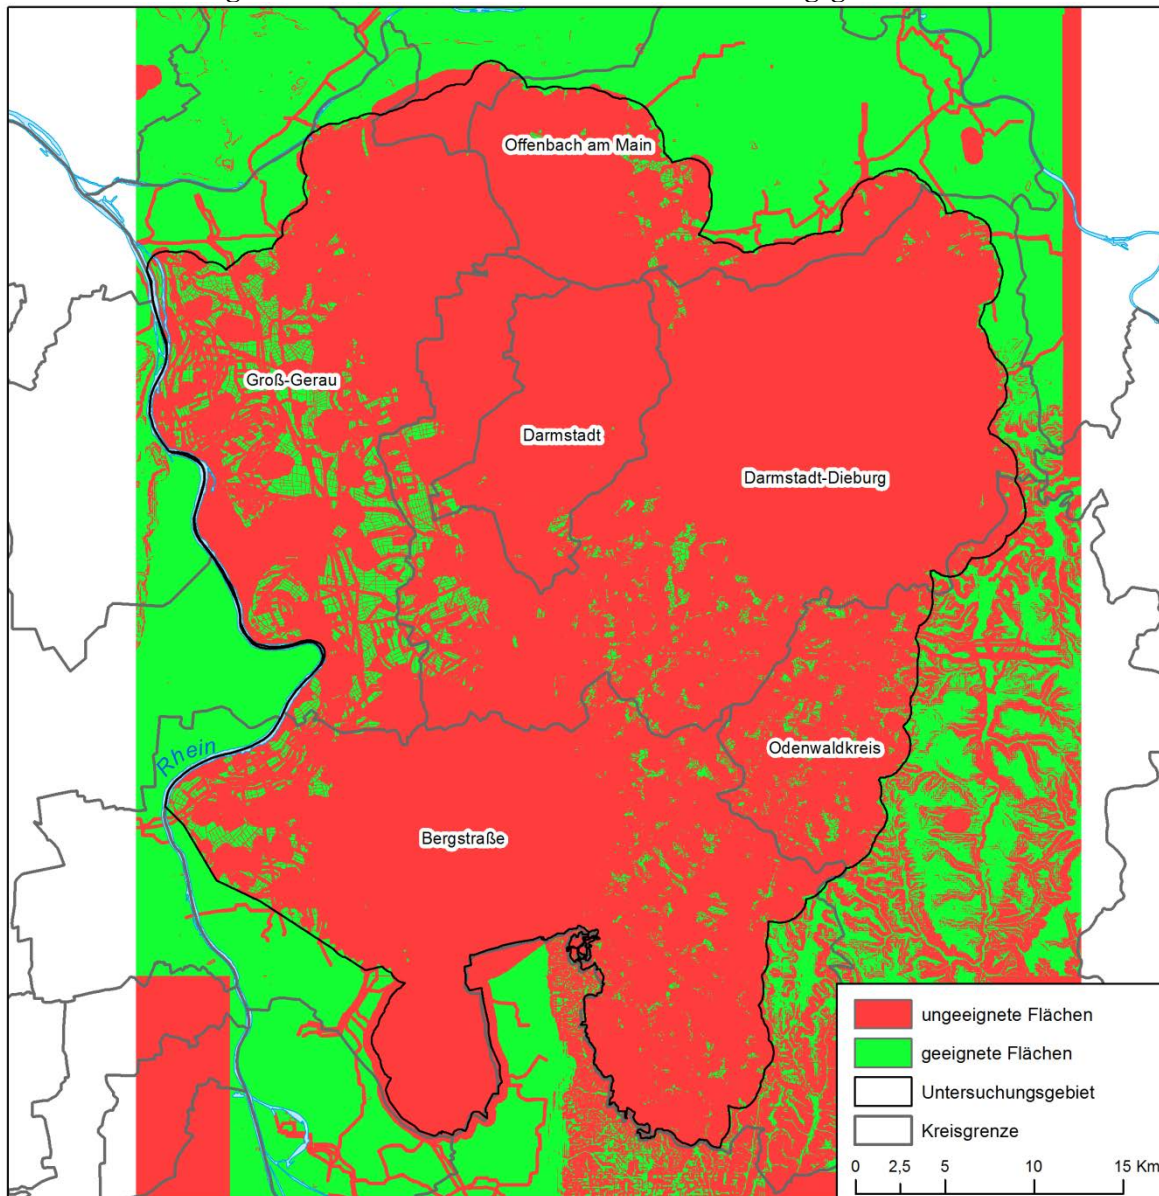 Offenbach am Main
Groß-Gerau
Darmstadt
Darmstadt-Dieburg
Rhein
Odenwaldkreis
Bergstraße
ungeeignete Flächen
geeignete Flächen
Untersuchungsgebiet
Kreisgrenze
0 2,5 5 10 15 Km